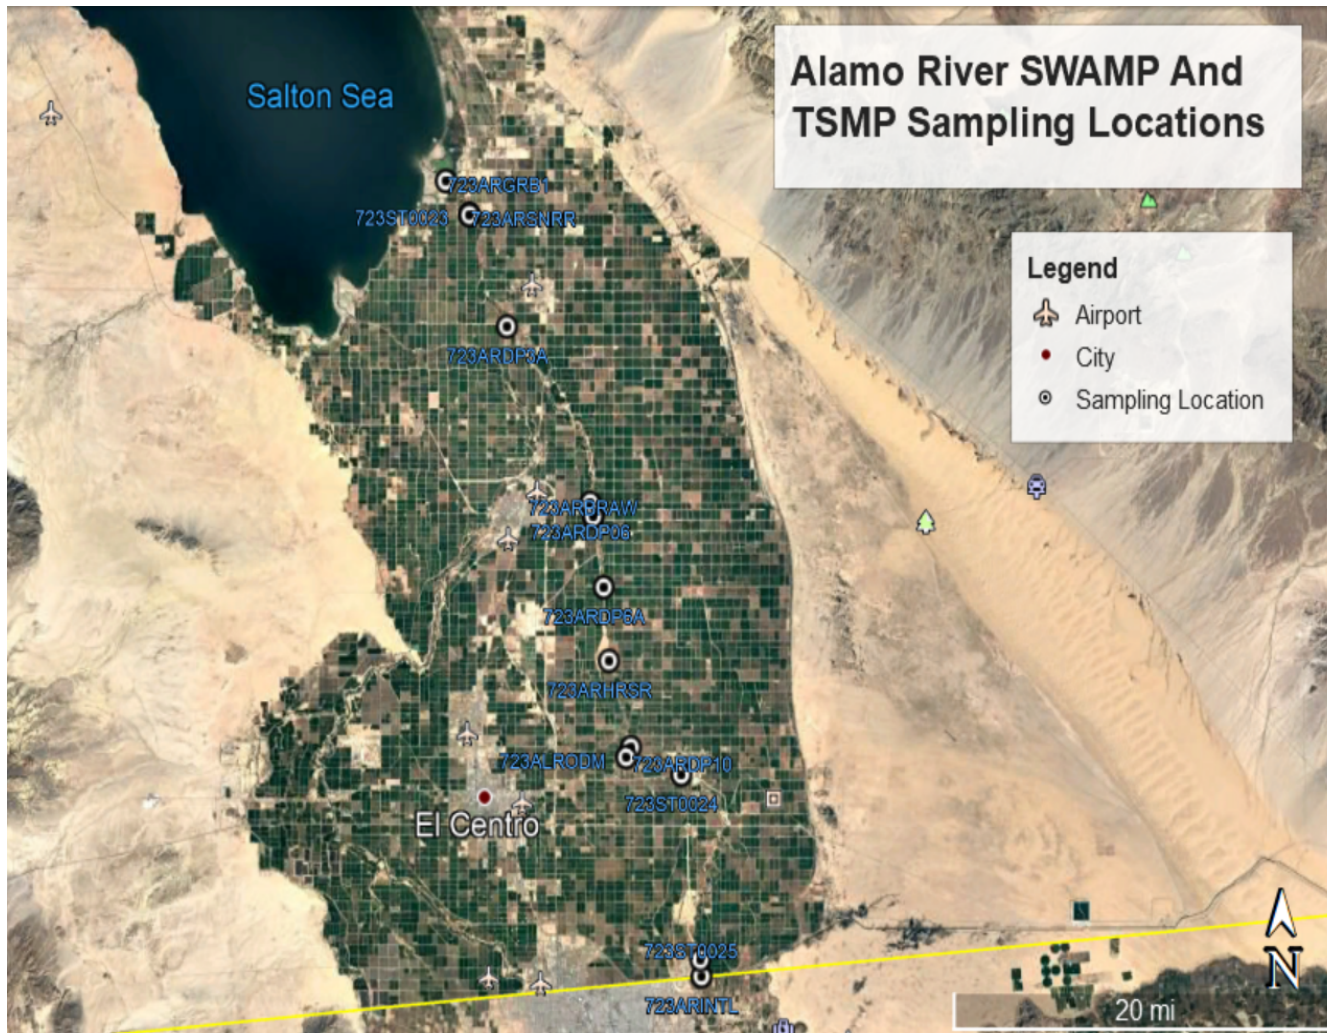 Alamo River SWAMP And
TSMP Sampling Locations
Salton Sea
723ARGRB1
723ST0023
723ARSNRR
Legend
Airport
City
Sampling Location
723ARDP3A
723ARBRAW
723ARDP06
723ARDP6A
723ARHRSR
723ALRODM
723ARDP10
723ST0024
El Centro
723ST0025
723ARINTL
N
20 mi